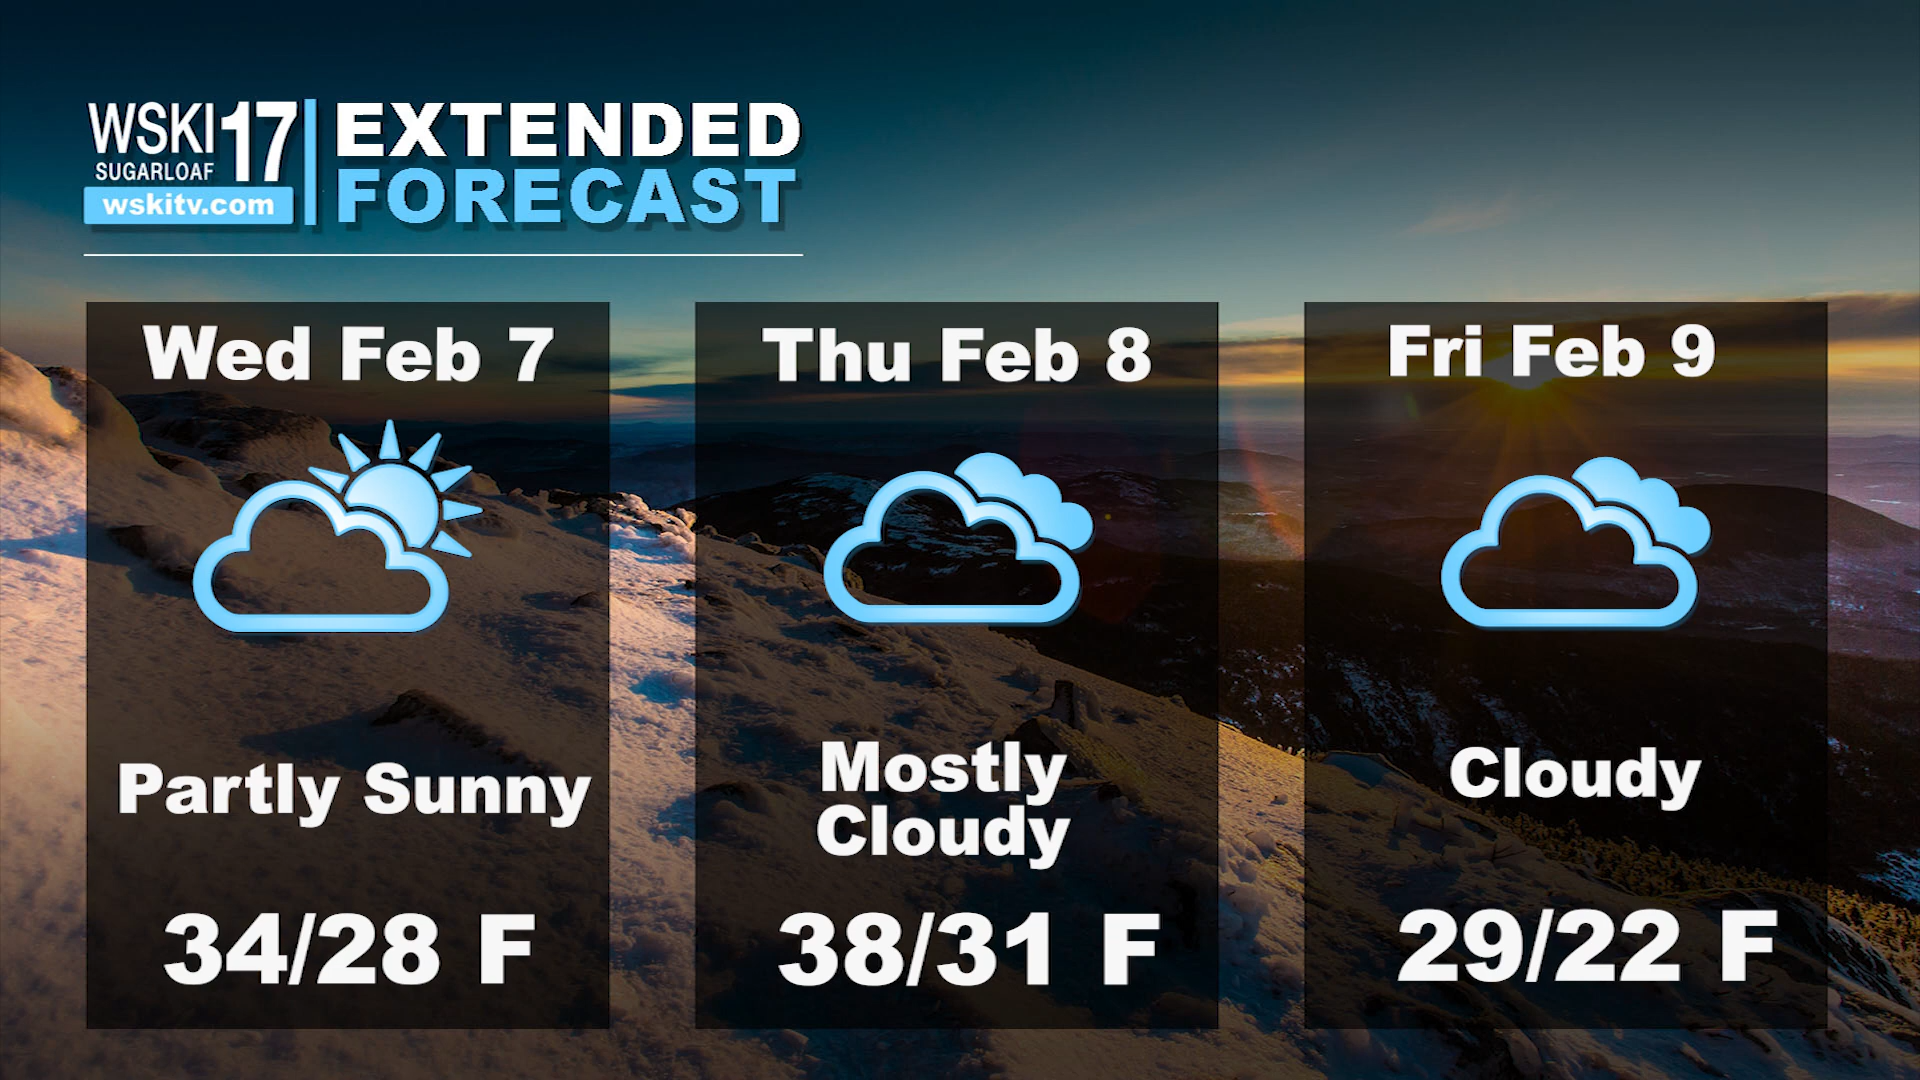 WSKI 17
SUGARLOAF
wskitv.com
EXTENDED
FORECAST
Wed Feb 7
Partly Sunny
34/28 F
Thu Feb 8
Mostly
Cloudy
38/31 F
Fri Feb 9
Cloudy
29/22 F